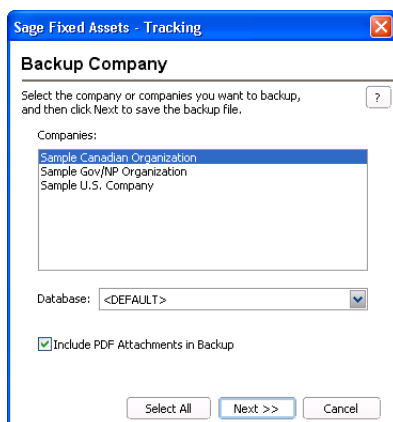 Sage Fixed Assets - Tracking
Backup Company
Select the company or companies you want to backup,
and then click Next to save the backup file.
?
Companies:
Sample Canadian Organization
Sample Gov/NP Organization
Sample U.S. Company
Database: <DEFAULT>
Include PDF Attachments in Backup
Select All Next >> Cancel